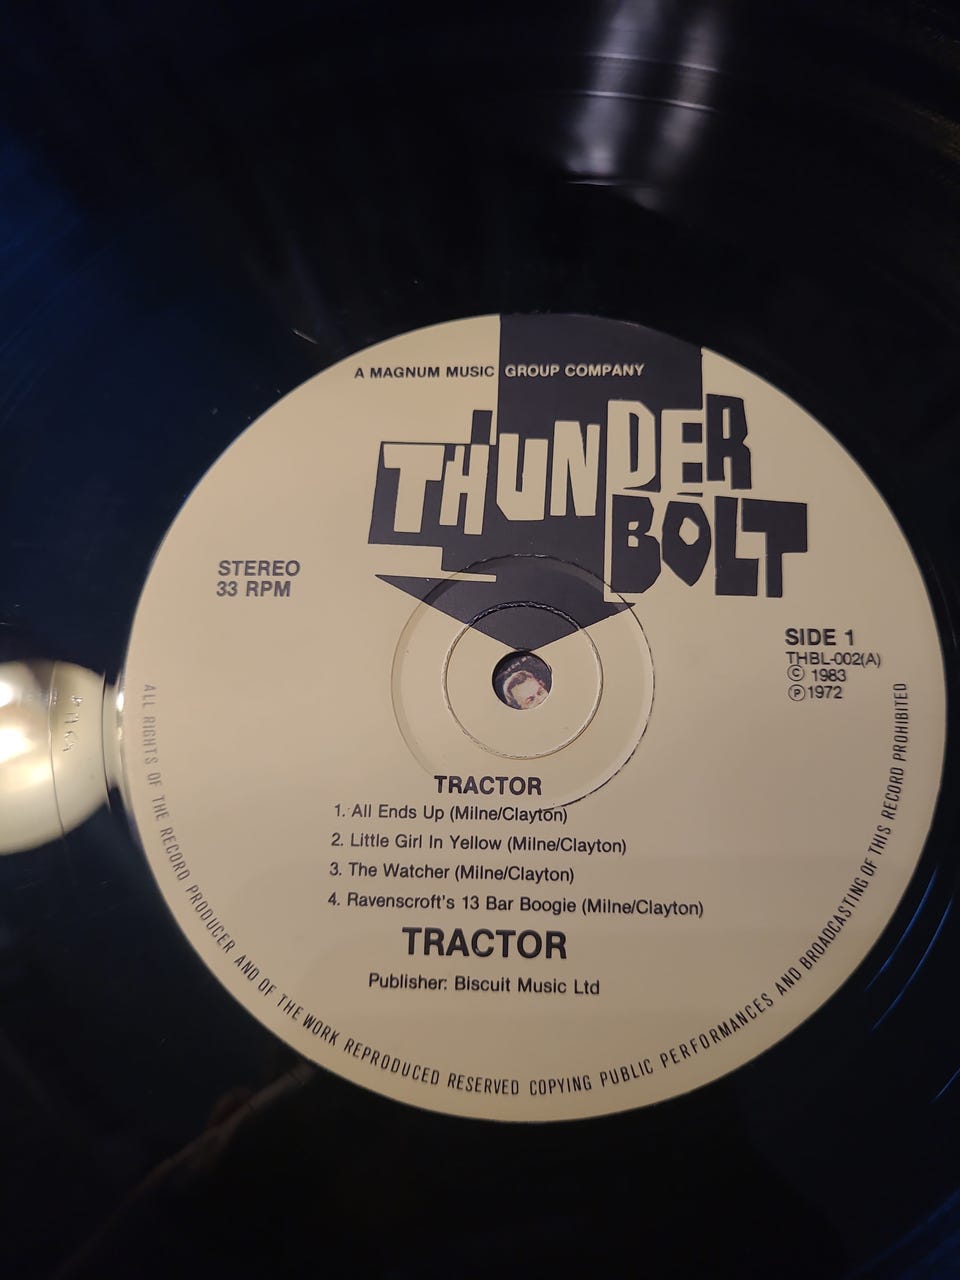 A MAGNUM MUSIC GROUP COMPANY
THUNDER
BOLT
STEREO
33 RPM
SIDE 1
THBL-002(A)
Ⓒ 1983
Ⓟ 1972
TRACTOR
1. All Ends Up (Milne/Clayton)
2. Little Girl In Yellow (Milne/Clayton)
3. The Watcher (Milne/Clayton)
4. Ravenscroft's 13 Bar Boogie (Milne/Clayton)
TRACTOR
Publisher: Biscuit Music Ltd
ALL RIGHTS OF THE RECORD PRODUCER AND OF THE WORK REPRODUCED RESERVED COPYING PUBLIC PERFORMANCES AND BROADCASTING OF THIS RECORD PROHIBITED